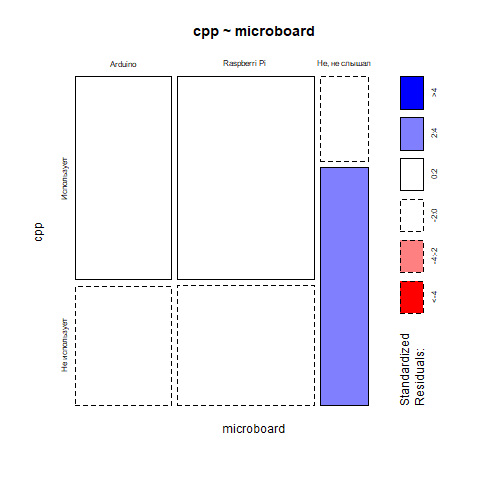 cpp ~ microboard
Arduino
Raspberri Pi
Не, не слышал
Использует
Не использует
cpp
microboard
>4
2:4
0:2
-2:0
-4:-2
<-4
Standardized
Residuals: